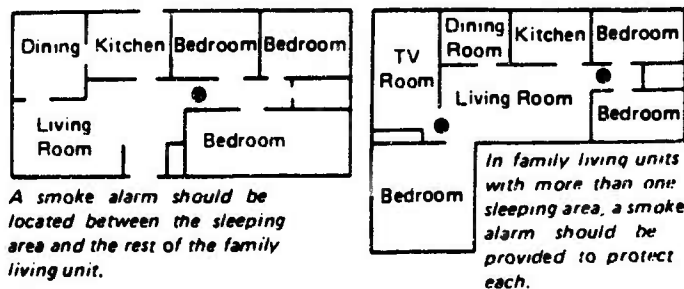 Dining
Kitchen
Bedroom
Bedroom
Living
Room
Bedroom
A smoke alarm should be
located between the sleeping
area and the rest of the family
living unit.
TV
Room
Dining
Room
Kitchen
Bedroom
Living Room
Bedroom
Bedroom
In family living units
with more than one
sleeping area, a smoke
alarm should be
provided to protect
each.